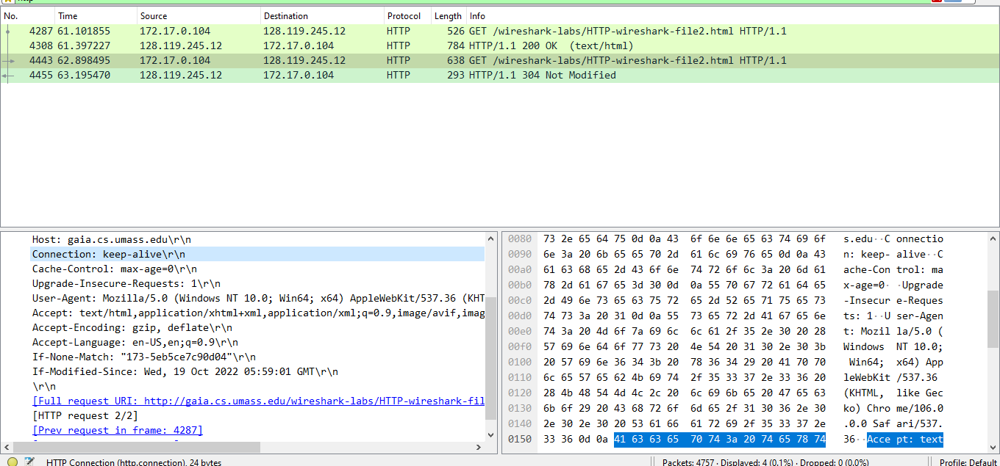 No. Time Source Destination Protocol Length Info
4287 61.101855 172.17.0.104 128.119.245.12 HTTP 526 GET /wireshark-labs/HTTP-wireshark-file2.html HTTP/1.1
4308 61.397227 128.119.245.12 172.17.0.104 HTTP 784 HTTP/1.1 200 OK (text/html)
4443 62.898495 172.17.0.104 128.119.245.12 HTTP 638 GET /wireshark-labs/HTTP-wireshark-file2.html HTTP/1.1
4455 63.195470 128.119.245.12 172.17.0.104 HTTP 293 HTTP/1.1 304 Not Modified
Host: gaia.cs.umass.edu\r\n
Connection: keep-alive\r\n
Cache-Control: max-age=0\r\n
Upgrade-Insecure-Requests: 1\r\n
User-Agent: Mozilla/5.0 (Windows NT 10.0; Win64; x64) AppleWebKit/537.36 (KHT
Accept: text/html,application/xhtml+xml,application/xml;q=0.9,image/avif,imag
Accept-Encoding: gzip, deflate\r\n
Accept-Language: en-US,en;q=0.9\r\n
If-None-Match: "173-5eb5ce7c90d04"\r\n
If-Modified-Since: Wed, 19 Oct 2022 05:59:01 GMT\r\n
\r\n
[Full request URI: http://gaia.cs.umass.edu/wireshark-labs/HTTP-wireshark-fil
[HTTP request 2/2]
[Prev request in frame: 4287]
0080 73 2e 65 64 75 0d 0a 43 6f 6e 6e 65 63 74 69 6f s.edu··C onnectio
0090 6e 3a 20 6b 65 65 70 2d 61 6c 69 76 65 0d 0a 43 n: keep- alive··C
00a0 61 63 68 65 2d 43 6f 6e 74 72 6f 6c 3a 20 6d 61 ache-Con trol: ma
00b0 78 2d 61 67 65 3d 30 0d 0a 55 70 67 72 61 64 65 x-age=0· ·Upgrade
00c0 2d 49 6e 73 65 63 75 72 65 2d 52 65 71 75 65 73 -Insecur e-Reques
00d0 74 73 3a 20 31 0d 0a 55 73 65 72 2d 41 67 65 6e ts: 1··U ser-Agen
00e0 74 3a 20 4d 6f 7a 69 6c 6c 61 2f 35 2e 30 20 28 t: Mozil la/5.0 (
00f0 57 69 6e 64 6f 77 73 20 4e 54 20 31 30 2e 30 3b Windows NT 10.0;
0100 20 57 69 6e 36 34 3b 20 78 36 34 29 20 41 70 70 Win64; x64) App
0110 6c 65 57 65 62 4b 69 74 2f 35 33 37 2e 33 36 20 leWebKit /537.36
0120 28 4b 48 54 4d 4c 2c 20 6c 69 6b 65 20 47 65 63 (KHTML, like Gec
0130 6b 6f 29 20 43 68 72 6f 6d 65 2f 31 30 36 2e 30 ko) Chro me/106.0
0140 2e 30 2e 30 20 53 61 66 61 72 69 2f 35 33 37 2e .0.0 Saf ari/537.
0150 33 36 0d 0a 41 63 63 65 70 74 3a 20 74 65 78 74 36··Acce pt: text
HTTP Connection (http.connection), 24 bytes Packets: 4757 · Displayed: 4 (0.1%) · Dropped: 0 (0.0%) Profile: Default